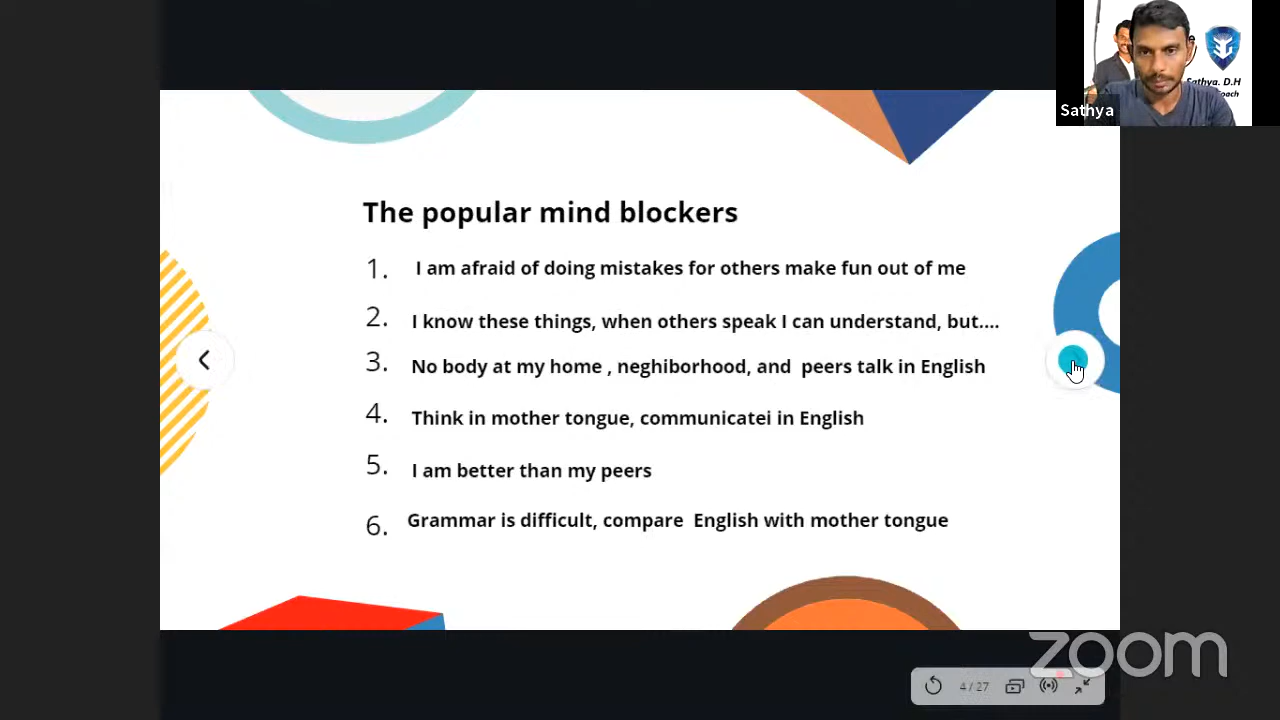 Sathya. D.H
Coach
Sathya
The popular mind blockers
1. I am afraid of doing mistakes for others make fun out of me
2. I know these things, when others speak I can understand, but....
3. No body at my home , neghiborhood, and peers talk in English
4. Think in mother tongue, communicatei in English
5. I am better than my peers
6. Grammar is difficult, compare English with mother tongue
zoom
4 / 27